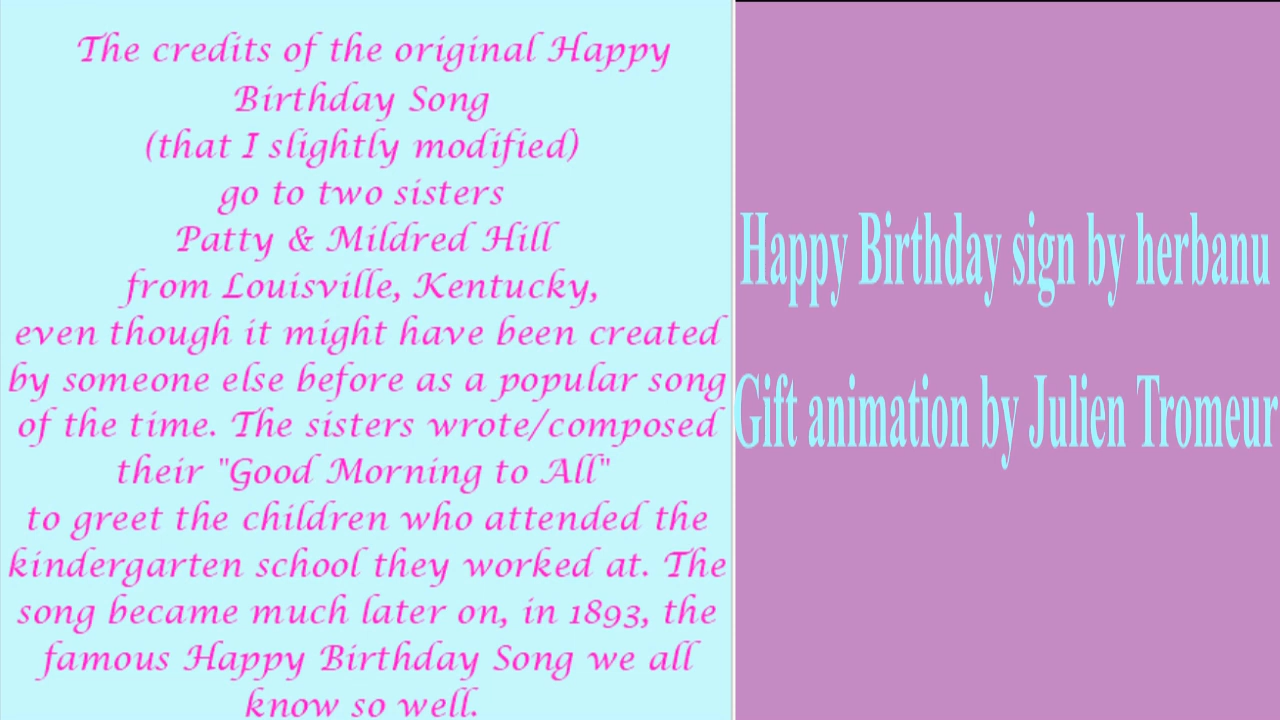 The credits of the original Happy
Birthday Song
(that I slightly modified)
go to two sisters
Patty & Mildred Hill
from Louisville, Kentucky,
even though it might have been created
by someone else before as a popular song
of the time. The sisters wrote/composed
their "Good Morning to All"
to greet the children who attended the
kindergarten school they worked at. The
song became much later on, in 1893, the
famous Happy Birthday Song we all
know so well.
Happy Birthday sign by herbanu
Gift animation by Julien Tromeur